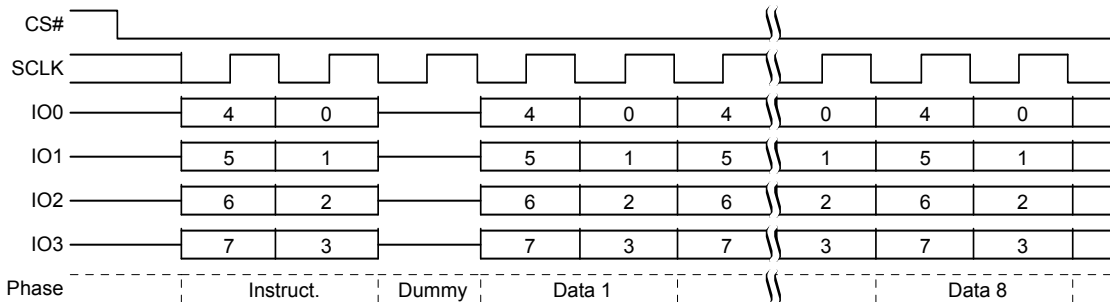 CS#
SCLK
IO0 4 0 4 0 4 0 4 0
IO1 5 1 5 1 5 1 5 1
IO2 6 2 6 2 6 2 6 2
IO3 7 3 7 3 7 3 7 3
Phase Instruct. Dummy Data 1 Data 8